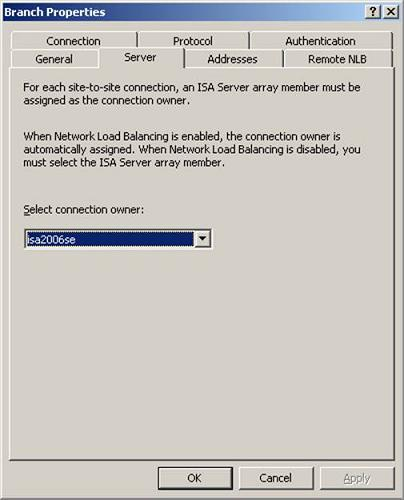 Branch Properties
Connection Protocol Authentication
General Server Addresses Remote NLB
For each site-to-site connection, an ISA Server array member must be
assigned as the connection owner.
When Network Load Balancing is enabled, the connection owner is
automatically assigned. When Network Load Balancing is disabled, you
must select the ISA Server array member.
Select connection owner:
isa2006se
OK Cancel Apply